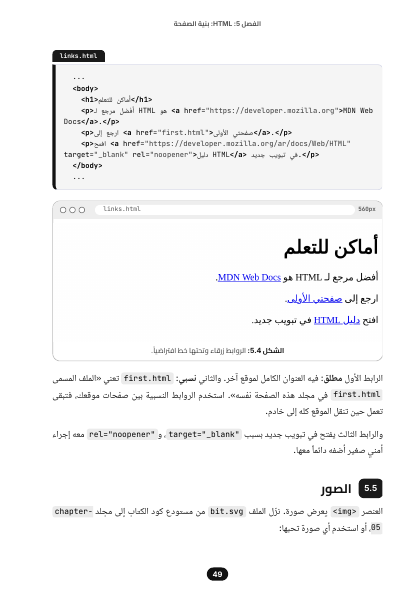 الفصل 5: HTML: بنية الصفحة
links.html
...
<body>
<h1>أماكن للتعلم</h1>
<p>أفضل مرجع لـ HTML هو <a href="https://developer.mozilla.org">MDN Web
Docs</a>.</p>
<p>ارجع إلى <a href="first.html">صفحتي الأولى</a>.</p>
<p>افتح <a href="https://developer.mozilla.org/ar/docs/Web/HTML"
target="_blank" rel="noopener">دليل HTML</a> في تبويب جديد.</p>
</body>
...
links.html 560px
أماكن للتعلم
أفضل مرجع لـ HTML هو MDN Web Docs.
ارجع إلى صفحتي الأولى.
افتح دليل HTML في تبويب جديد.
الشكل 5.4: الروابط زرقاء وتحتها خط افتراضياً.
الرابط الأول مطلق: فيه العنوان الكامل لموقع آخر. والثاني نسبي: first.html تعني «الملف المسمى
first.html في مجلد هذه الصفحة نفسه». استخدم الروابط النسبية بين صفحات موقعك، فتبقى
تعمل حين تنقل الموقع كله إلى خادم.
والرابط الثالث يفتح في تبويب جديد بسبب target="_blank"، و rel="noopener" معه إجراء
أمني صغير أضفه دائماً معها.
5.5 الصور
العنصر <img> يعرض صورة. نزّل الملف bit.svg من مستودع كود الكتاب إلى مجلد chapter-
05، أو استخدم أي صورة تحبها:
49